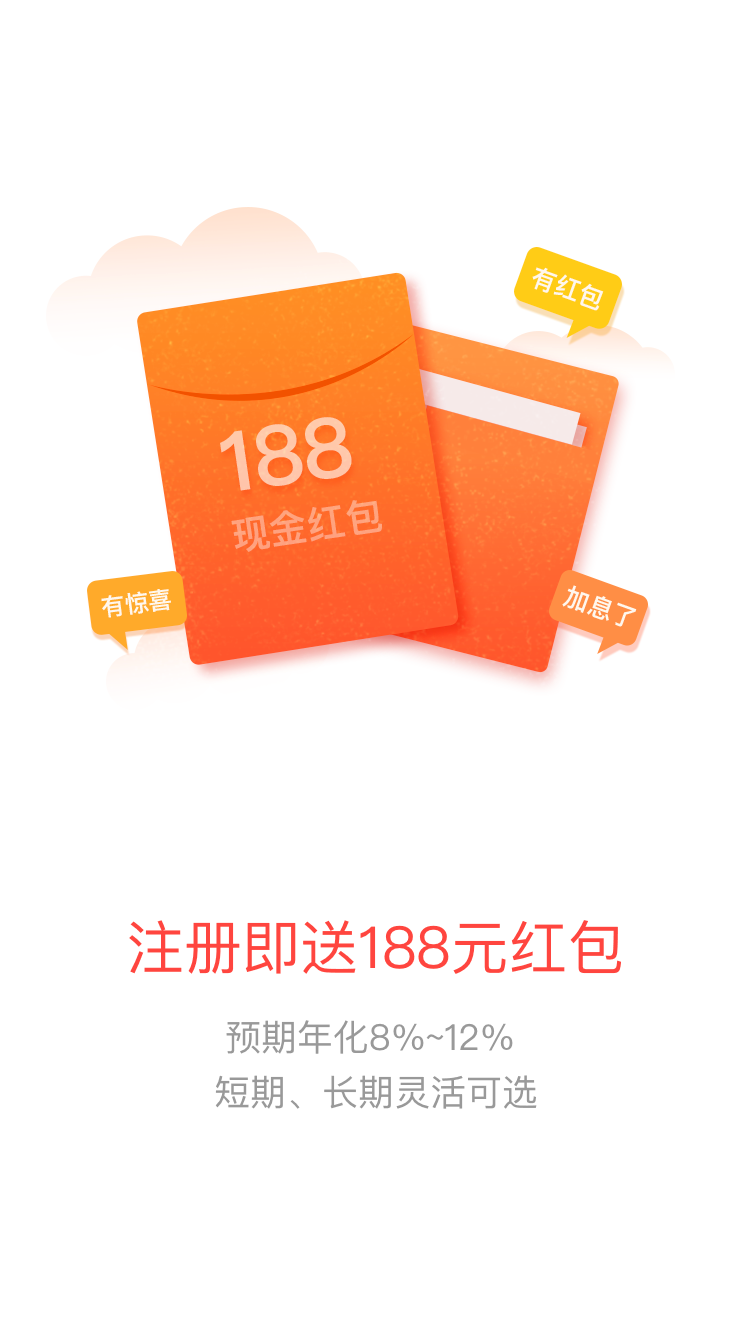 有红包
188
现金红包
有惊喜
加息了
注册即送188元红包
预期年化8%~12%
短期、长期灵活可选